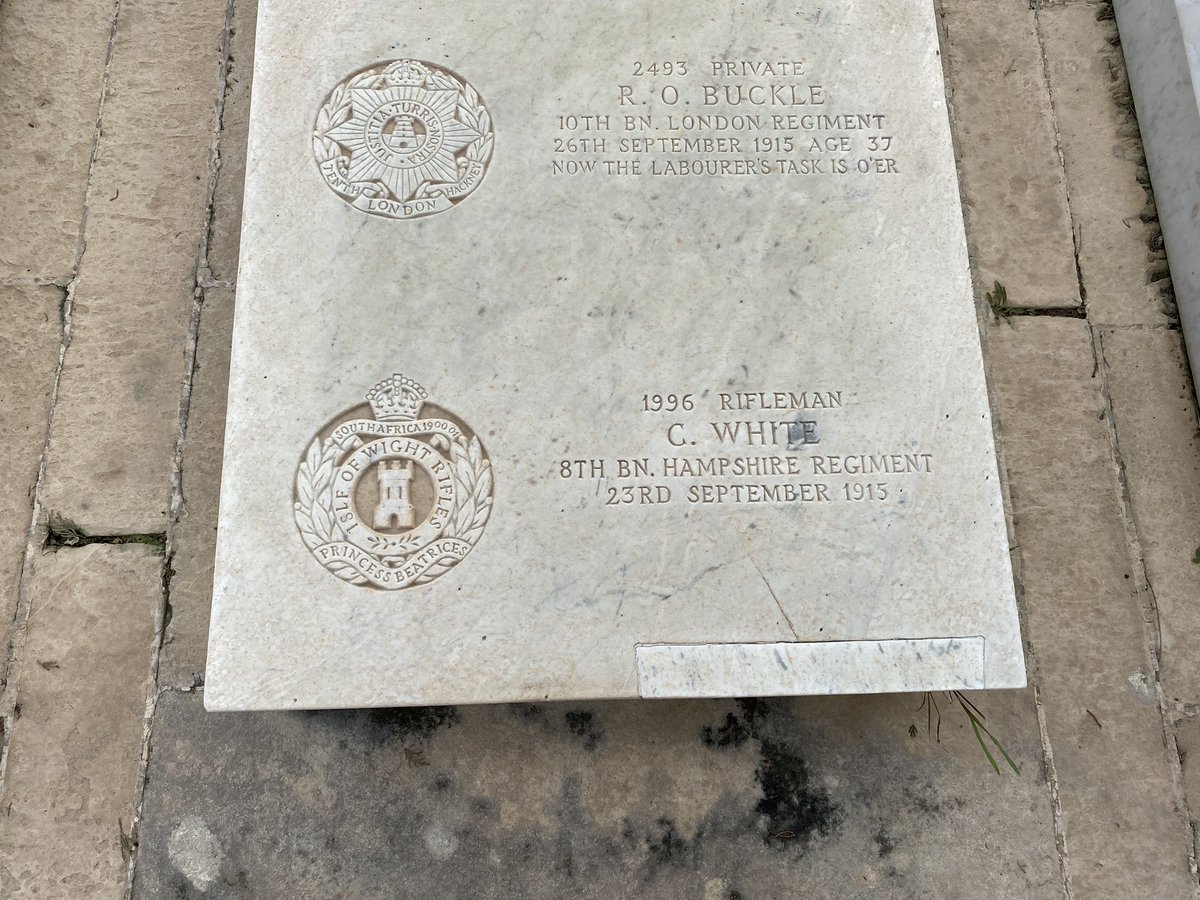 JUSTITIA TURRIS NOSTRA
TENTH LONDON HACKNEY
2493 PRIVATE
R. O. BUCKLE
10TH BN. LONDON REGIMENT
26TH SEPTEMBER 1915 AGE 37
NOW THE LABOURER'S TASK IS O'ER
SOUTH AFRICA 1900 01
ISLE OF WIGHT RIFLES
PRINCESS BEATRICES
1996 RIFLEMAN
C. WHITE
8TH BN. HAMPSHIRE REGIMENT
23RD SEPTEMBER 1915